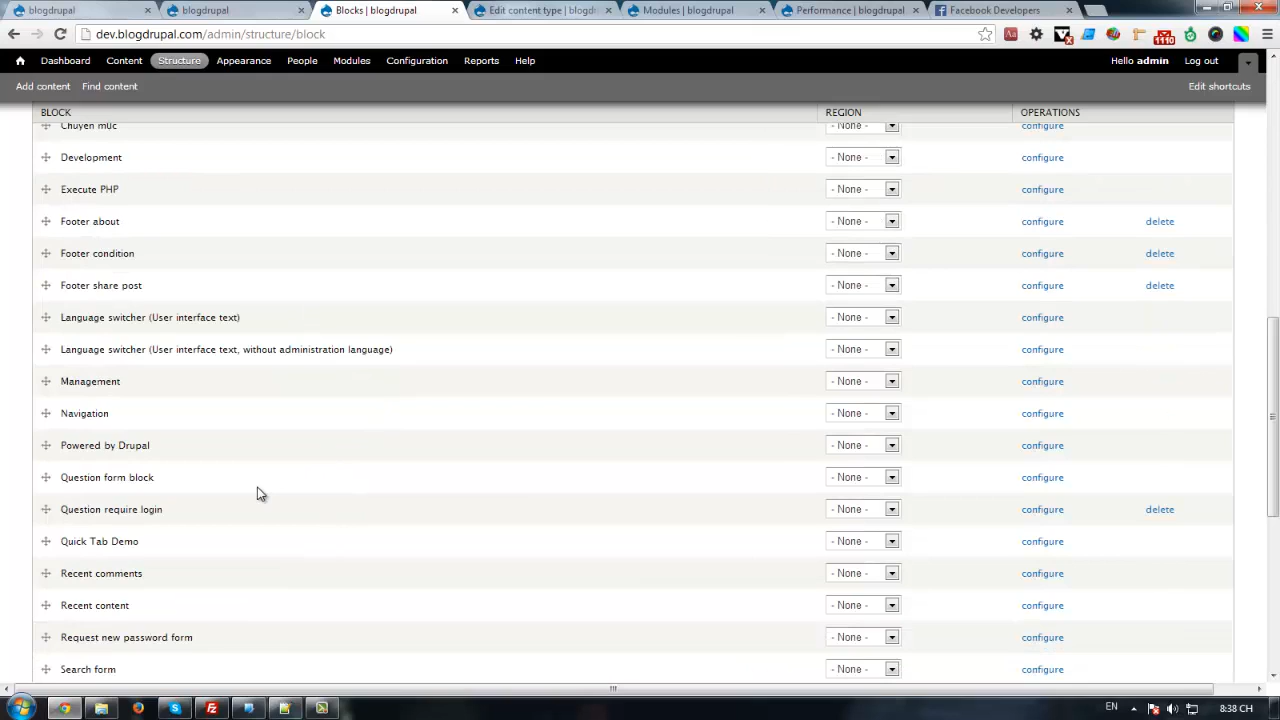 blogdrupal
blogdrupal
Blocks | blogdrupal
Edit content type | blogd
Modules | blogdrupal
Performance | blogdrupal
Facebook Developers
dev.blogdrupal.com/admin/structure/block
1110
Dashboard Content Structure Appearance People Modules Configuration Reports Help
Hello admin Log out
Add content Find content
Edit shortcuts
BLOCK REGION OPERATIONS
Chuyên mục - None - configure
Development - None - configure
Execute PHP - None - configure
Footer about - None - configure delete
Footer condition - None - configure delete
Footer share post - None - configure delete
Language switcher (User interface text) - None - configure
Language switcher (User interface text, without administration language) - None - configure
Management - None - configure
Navigation - None - configure
Powered by Drupal - None - configure
Question form block - None - configure
Question require login - None - configure delete
Quick Tab Demo - None - configure
Recent comments - None - configure
Recent content - None - configure
Request new password form - None - configure
Search form - None - configure
EN 8:38 CH